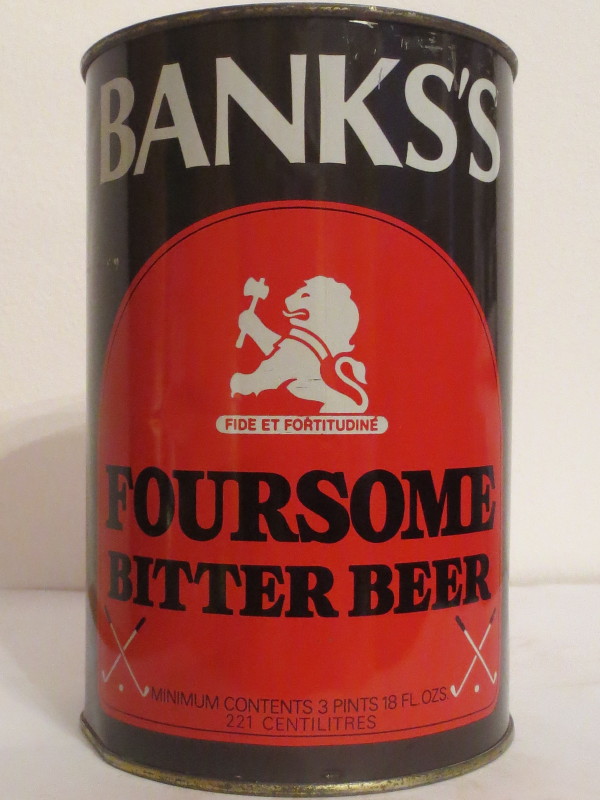 BANKS'S
FIDE ET FORTITUDINE
FOURSOME
BITTER BEER
MINIMUM CONTENTS 3 PINTS 18 FL.OZS.
221 CENTILITRES